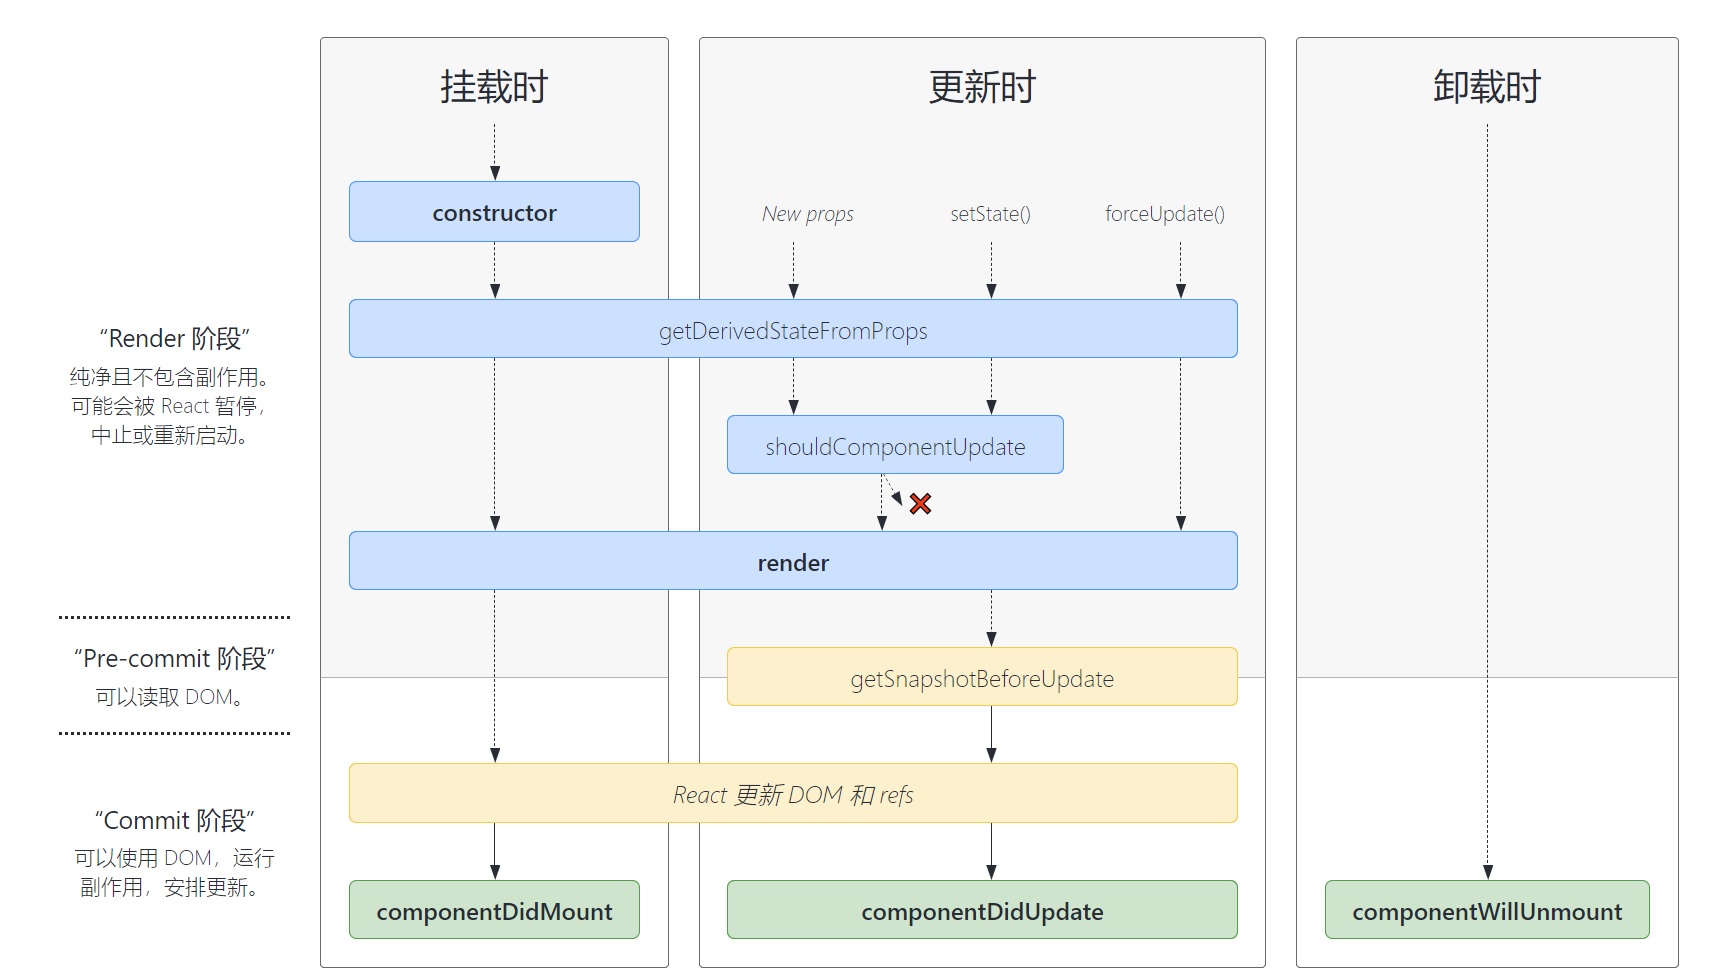 挂载时
更新时
卸载时
constructor
New props
setState()
forceUpdate()
getDerivedStateFromProps
“Render 阶段”
纯净且不包含副作用。
可能会被 React 暂停，
中止或重新启动。
shouldComponentUpdate
render
“Pre-commit 阶段”
可以读取 DOM。
getSnapshotBeforeUpdate
React 更新 DOM 和 refs
“Commit 阶段”
可以使用 DOM，运行
副作用，安排更新。
componentDidMount
componentDidUpdate
componentWillUnmount